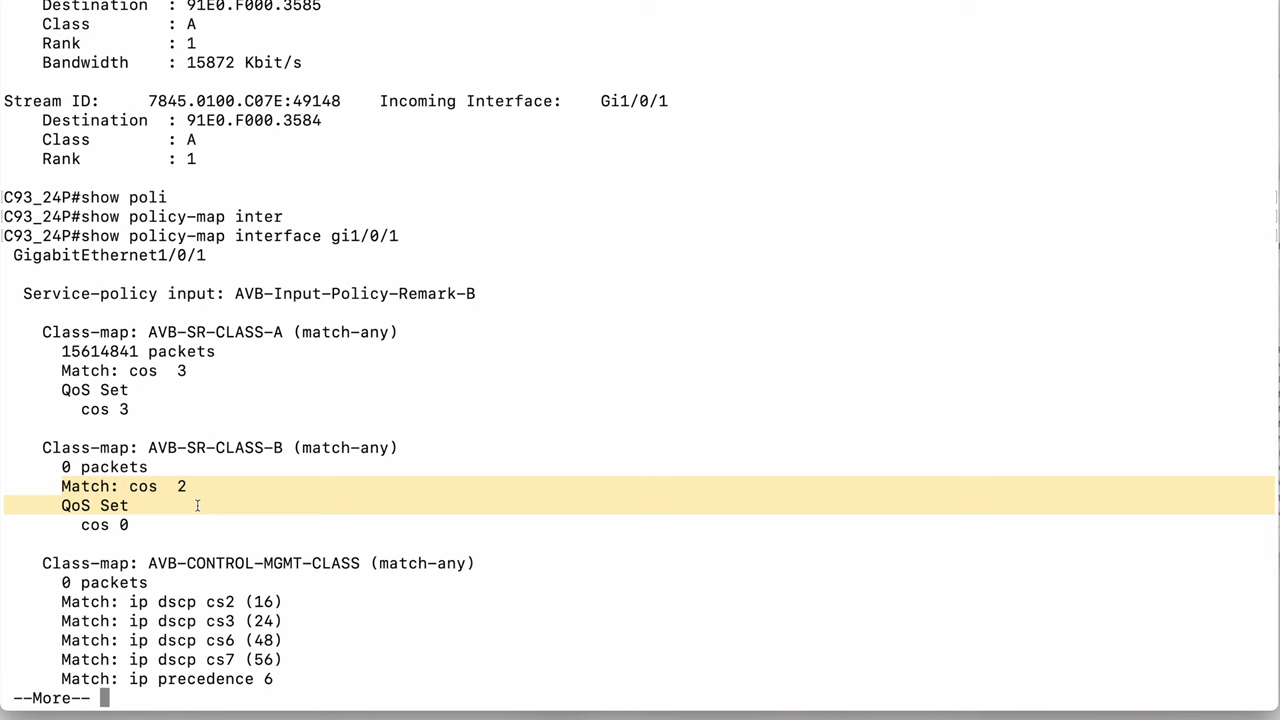 Destination : 91E0.F000.3585
Class : A
Rank : 1
Bandwidth : 15872 Kbit/s
Stream ID: 7845.0100.C07E:49148 Incoming Interface: Gi1/0/1
Destination : 91E0.F000.3584
Class : A
Rank : 1
C93_24P#show poli
C93_24P#show policy-map inter
C93_24P#show policy-map interface gi1/0/1
GigabitEthernet1/0/1
Service-policy input: AVB-Input-Policy-Remark-B
Class-map: AVB-SR-CLASS-A (match-any)
15614841 packets
Match: cos 3
QoS Set
cos 3
Class-map: AVB-SR-CLASS-B (match-any)
0 packets
Match: cos 2
QoS Set
cos 0
Class-map: AVB-CONTROL-MGMT-CLASS (match-any)
0 packets
Match: ip dscp cs2 (16)
Match: ip dscp cs3 (24)
Match: ip dscp cs6 (48)
Match: ip dscp cs7 (56)
Match: ip precedence 6
--More--